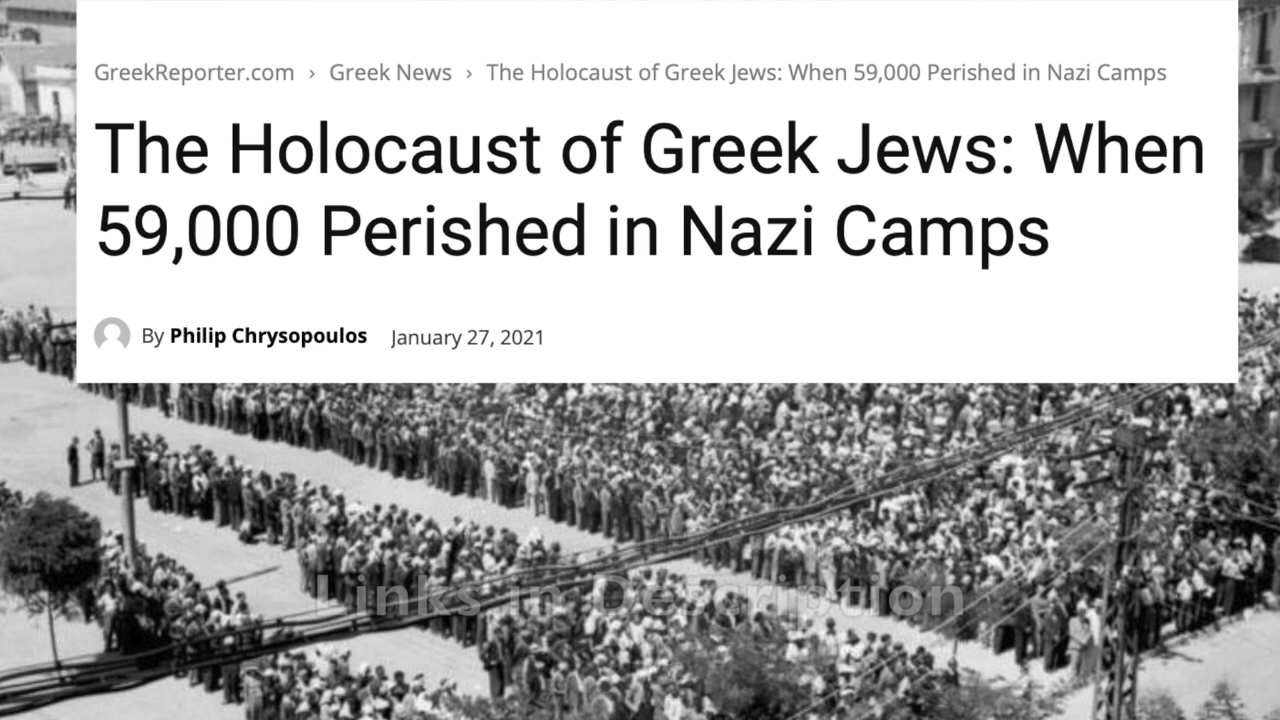 GreekReporter.com › Greek News › The Holocaust of Greek Jews: When 59,000 Perished in Nazi Camps
The Holocaust of Greek Jews: When
59,000 Perished in Nazi Camps
By Philip Chrysopoulos January 27, 2021
Links in Description